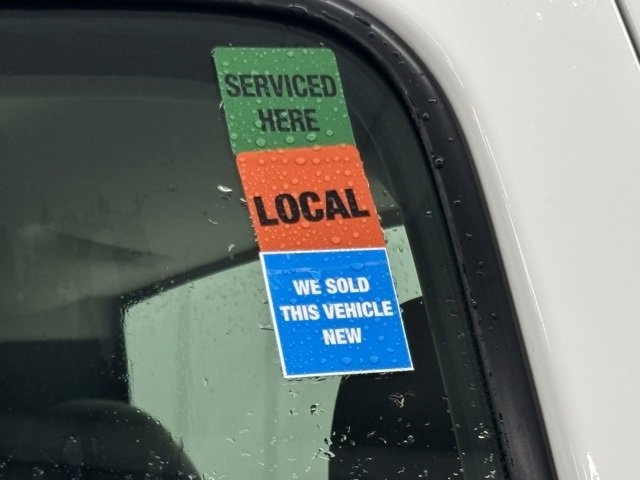 SERVICED
HERE
LOCAL
WE SOLD
THIS VEHICLE
NEW